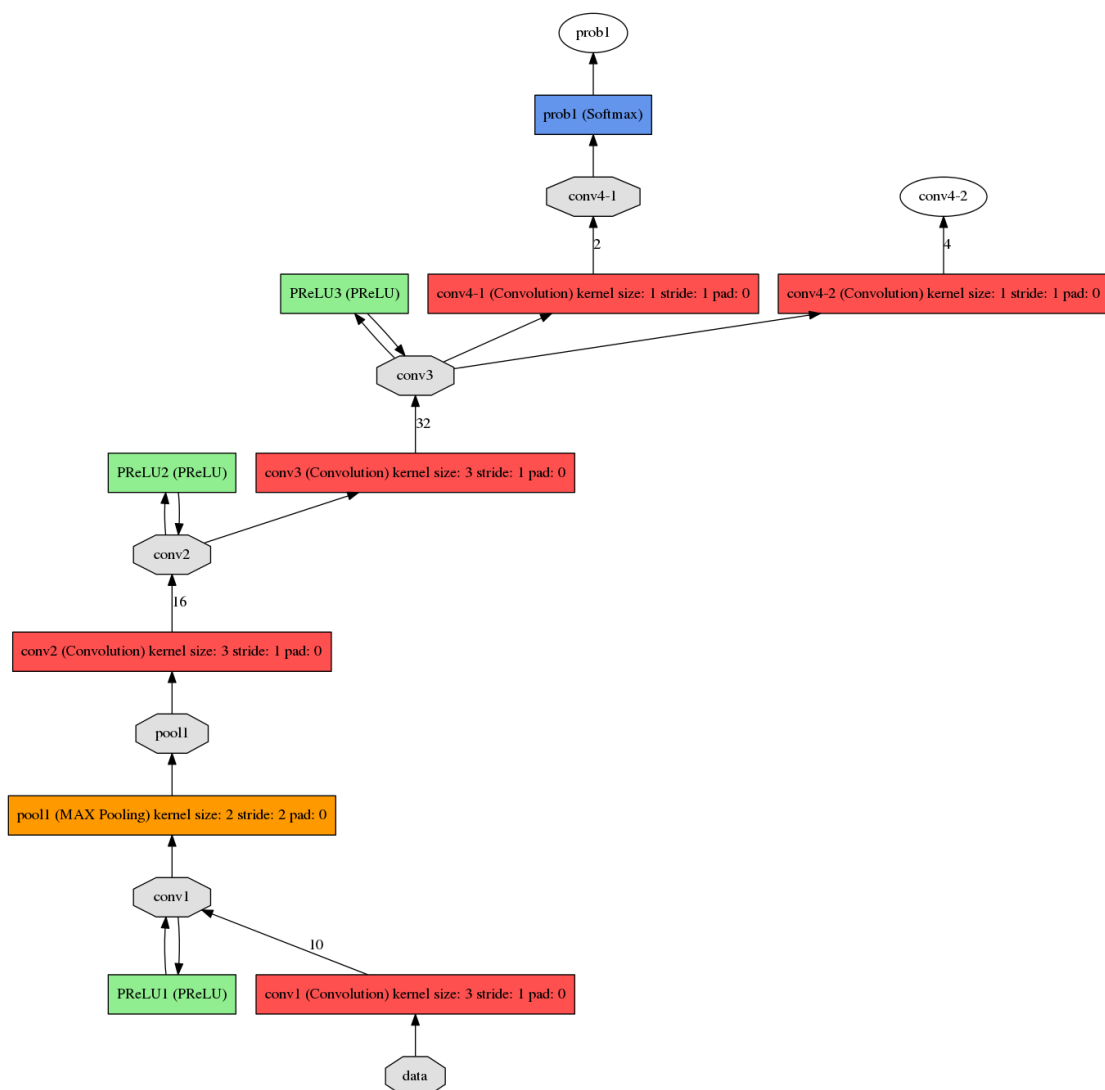 prob1
prob1 (Softmax)
conv4-1
conv4-2
2
4
PReLU3 (PReLU)
conv4-1 (Convolution) kernel size: 1 stride: 1 pad: 0
conv4-2 (Convolution) kernel size: 1 stride: 1 pad: 0
conv3
32
PReLU2 (PReLU)
conv3 (Convolution) kernel size: 3 stride: 1 pad: 0
conv2
16
conv2 (Convolution) kernel size: 3 stride: 1 pad: 0
pool1
pool1 (MAX Pooling) kernel size: 2 stride: 2 pad: 0
conv1
10
PReLU1 (PReLU)
conv1 (Convolution) kernel size: 3 stride: 1 pad: 0
data